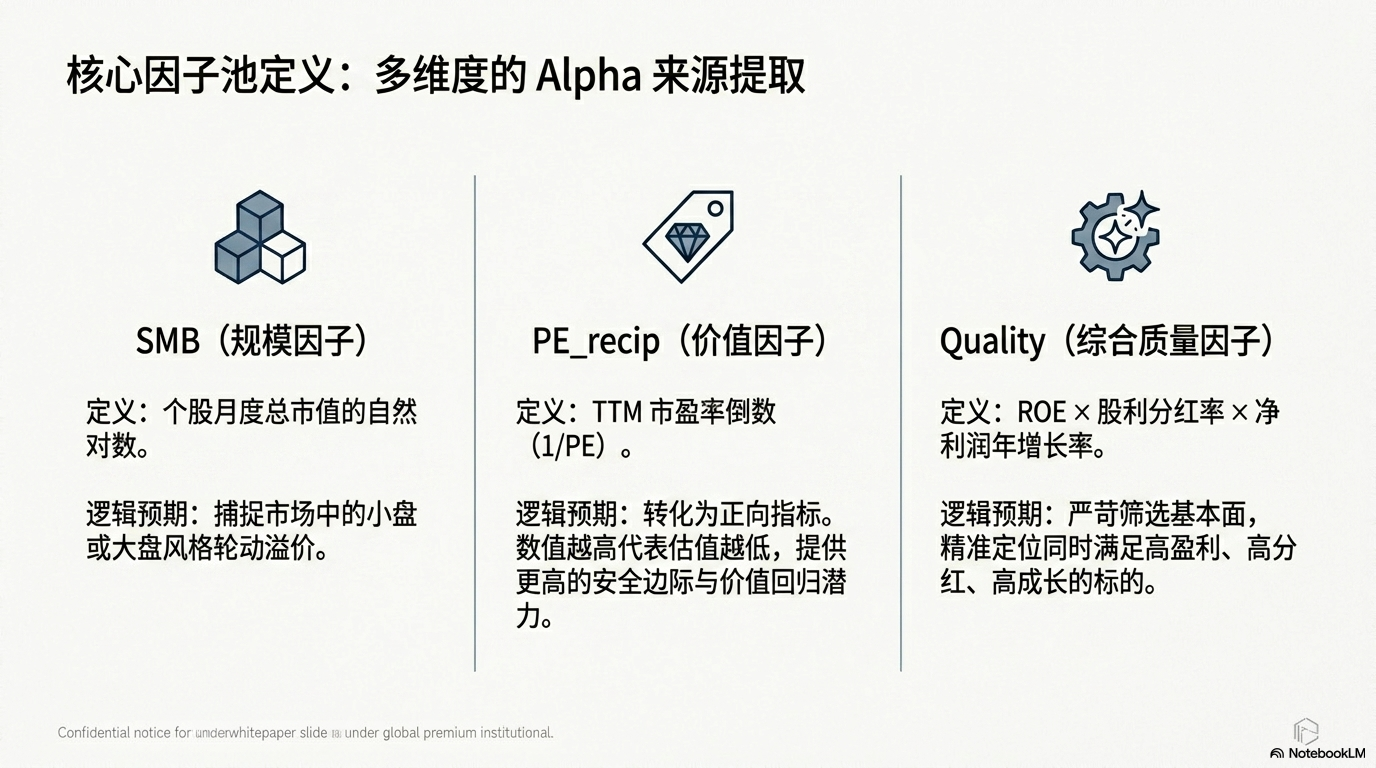 核心因子池定义：多维度的 Alpha 来源提取
SMB（规模因子）
定义：个股月度总市值的自然
对数。
逻辑预期：捕捉市场中的小盘
或大盘风格轮动溢价。
PE_recip（价值因子）
定义：TTM 市盈率倒数
（1/PE）。
逻辑预期：转化为正向指标。
数值越高代表估值越低，提供
更高的安全边际与价值回归潜
力。
Quality（综合质量因子）
定义：ROE × 股利分红率 × 净
利润年增长率。
逻辑预期：严苛筛选基本面，
精准定位同时满足高盈利、高分
红、高成长的标的。
Confidential notice for underwhitepaper slide under global premium institutional.
NotebookLM